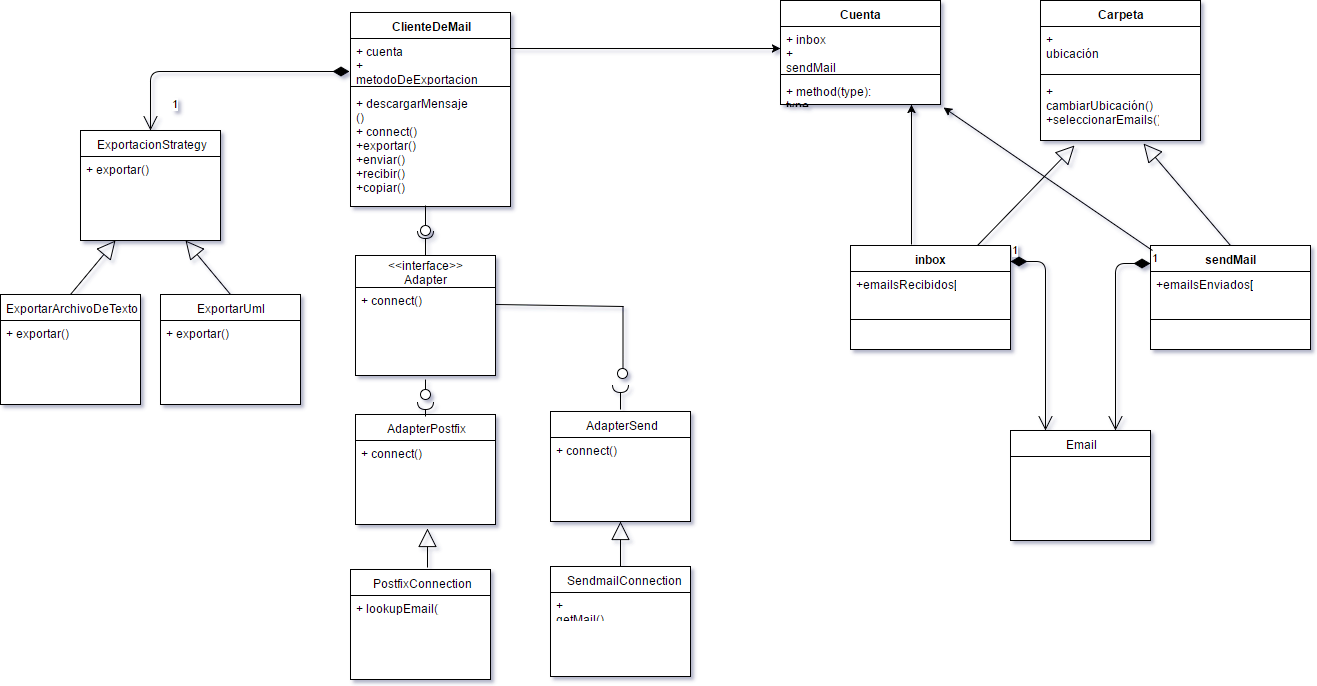 ClienteDeMail
+ cuenta
+
metodoDeExportacion
+ descargarMensaje
()
+ connect()
+exportar()
+enviar()
+recibir()
+copiar()
Cuenta
+ inbox
+
sendMail
+ method(type):
type
Carpeta
+
ubicación
+
cambiarUbicación()
+seleccionarEmails()
1
ExportacionStrategy
+ exportar()
ExportarArchivoDeTexto
+ exportar()
ExportarUml
+ exportar()
<<interface>>
Adapter
+ connect()
AdapterPostfix
+ connect()
AdapterSend
+ connect()
PostfixConnection
+ lookupEmail(
SendmailConnection
+
getMail()
inbox
+emailsRecibidos[
1
sendMail
+emailsEnviados[
1
Email